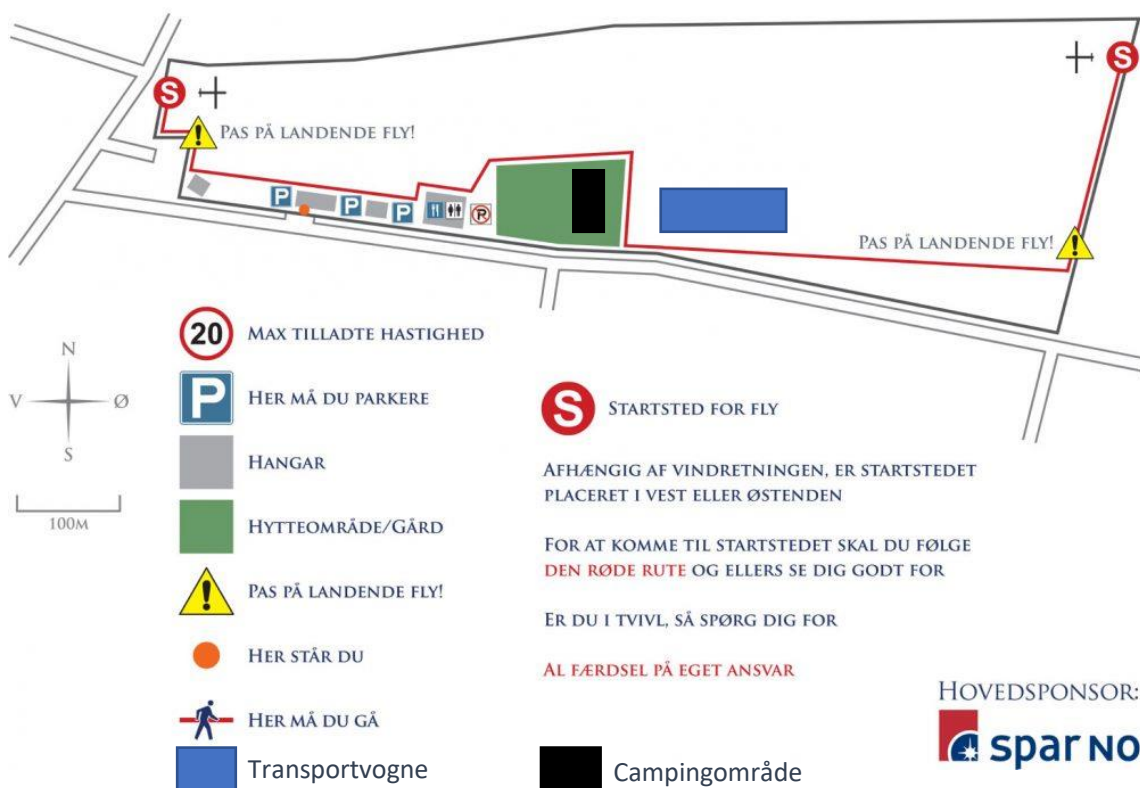 S
S
PAS PÅ LANDENDE FLY!
P
P
P
P
PAS PÅ LANDENDE FLY!
20 MAX TILLADTE HASTIGHED
P HER MÅ DU PARKERE
HANGAR
HYTTEOMRÅDE/GÅRD
PAS PÅ LANDENDE FLY!
HER STÅR DU
HER MÅ DU GÅ
Transportvogne
N
V Ø
S
100M
S STARTSTED FOR FLY
AFHÆNGIG AF VINDRETNINGEN, ER STARTSTEDET
PLACERET I VEST ELLER ØSTENDEN
FOR AT KOMME TIL STARTSTEDET SKAL DU FØLGE
DEN RØDE RUTE OG ELLERS SE DIG GODT FOR
ER DU I TVIVL, SÅ SPØRG DIG FOR
AL FÆRDSEL PÅ EGET ANSVAR
Campingområde
HOVEDSPONSOR:
spar No